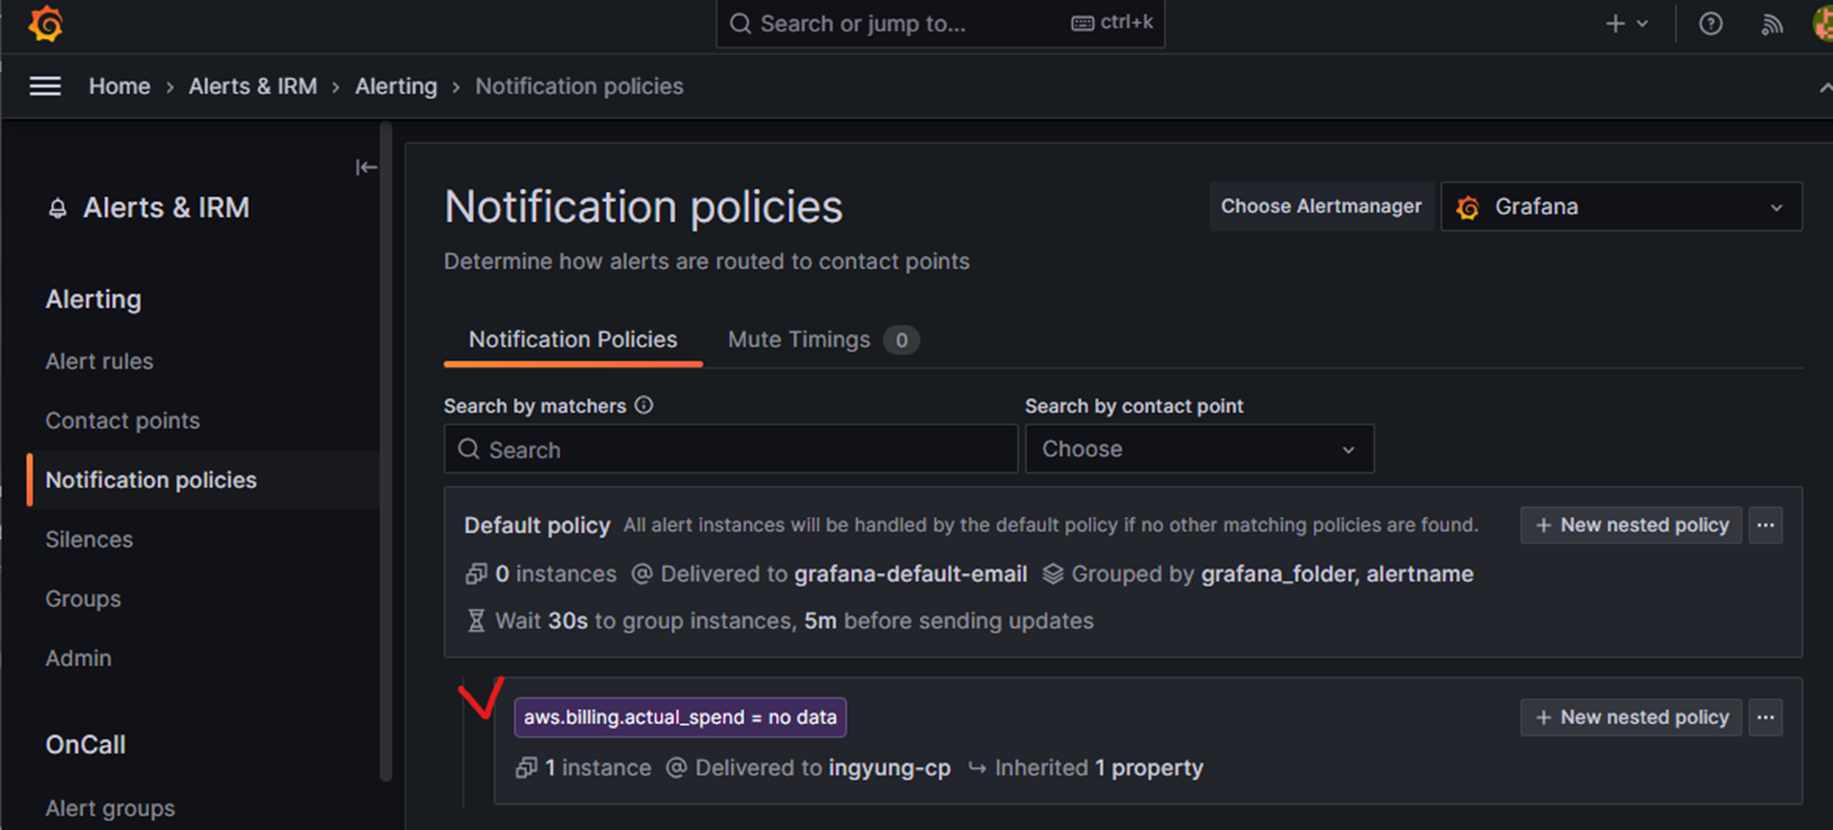 Search or jump to...
ctrl+k
Home › Alerts & IRM › Alerting › Notification policies
Alerts & IRM
Alerting
Alert rules
Contact points
Notification policies
Silences
Groups
Admin
OnCall
Alert groups
Notification policies
Choose Alertmanager
Grafana
Determine how alerts are routed to contact points
Notification Policies
Mute Timings 0
Search by matchers
Search by contact point
Search
Choose
Default policy All alert instances will be handled by the default policy if no other matching policies are found.
+ New nested policy
0 instances @ Delivered to grafana-default-email Grouped by grafana_folder, alertname
Wait 30s to group instances, 5m before sending updates
aws.billing.actual_spend = no data
+ New nested policy
1 instance @ Delivered to ingyung-cp Inherited 1 property